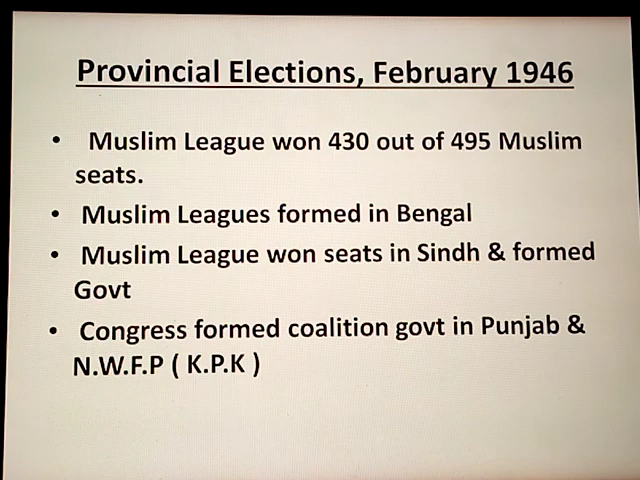 Provincial Elections, February 1946
• Muslim League won 430 out of 495 Muslim
seats.
• Muslim Leagues formed in Bengal
• Muslim League won seats in Sindh & formed
Govt
• Congress formed coalition govt in Punjab &
N.W.F.P ( K.P.K )